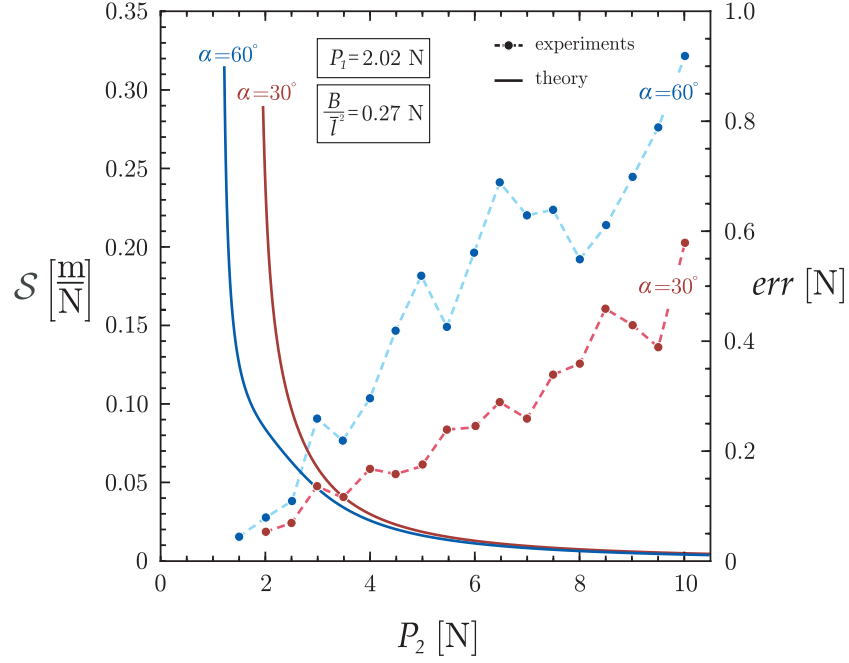 0.35
0.30
0.25
0.20
0.15
0.10
0.05
0
S [m/N]
α=60°
α=30°
P₁=2.02 N
B/l̄²=0.27 N
experiments
theory
α=60°
α=30°
1.0
0.8
0.6
0.4
0.2
0
err [N]
0 2 4 6 8 10
P₂ [N]